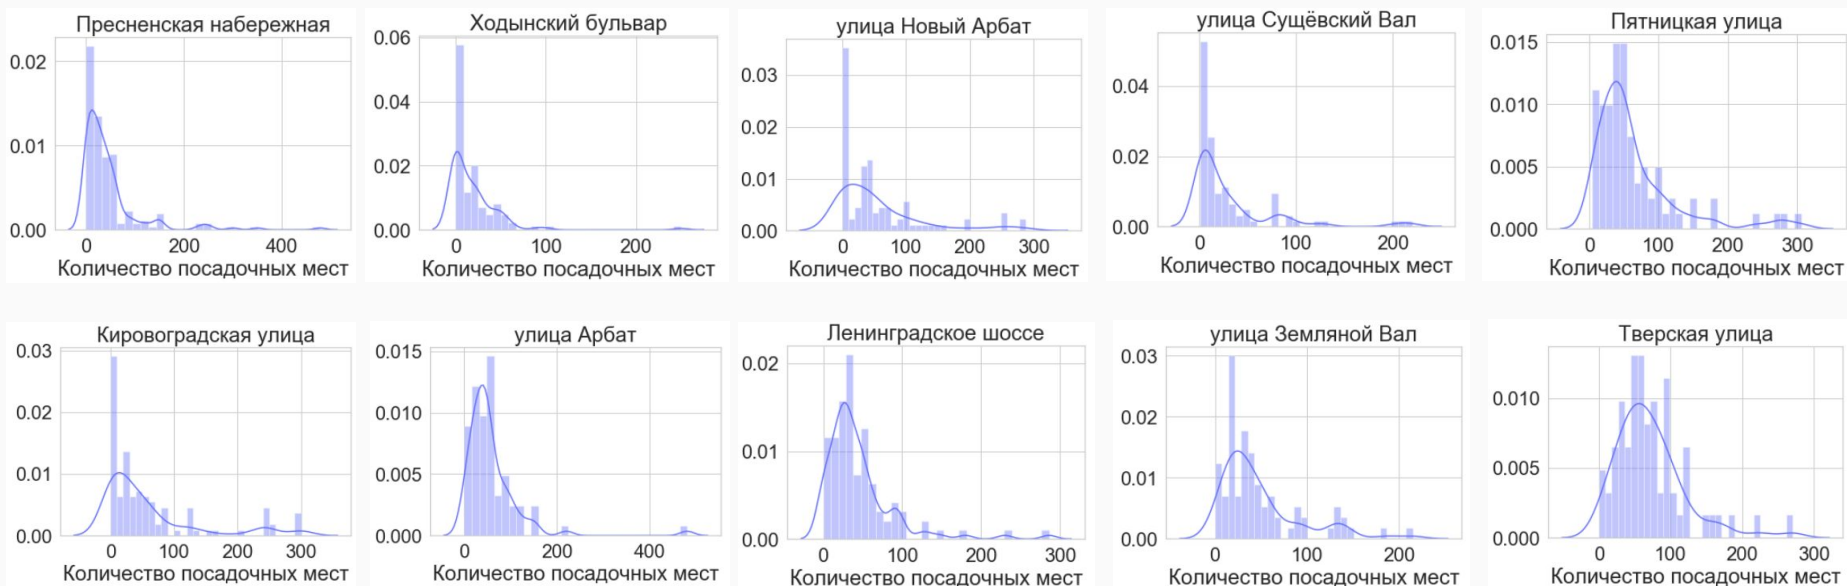 Пресненская набережная
0.02
0.01
0.00
0 200 400
Количество посадочных мест
Ходынский бульвар
0.06
0.04
0.02
0.00
0 100 200
Количество посадочных мест
улица Новый Арбат
0.03
0.02
0.01
0.00
0 100 200 300
Количество посадочных мест
улица Сущёвский Вал
0.04
0.02
0.00
0 100 200
Количество посадочных мест
Пятницкая улица
0.015
0.010
0.005
0.000
0 100 200 300
Количество посадочных мест
Кировоградская улица
0.03
0.02
0.01
0.00
0 100 200 300
Количество посадочных мест
улица Арбат
0.015
0.010
0.005
0.000
0 200 400
Количество посадочных мест
Ленинградское шоссе
0.02
0.01
0.00
0 100 200 300
Количество посадочных мест
улица Земляной Вал
0.03
0.02
0.01
0.00
0 100 200
Количество посадочных мест
Тверская улица
0.010
0.005
0.000
0 100 200 300
Количество посадочных мест